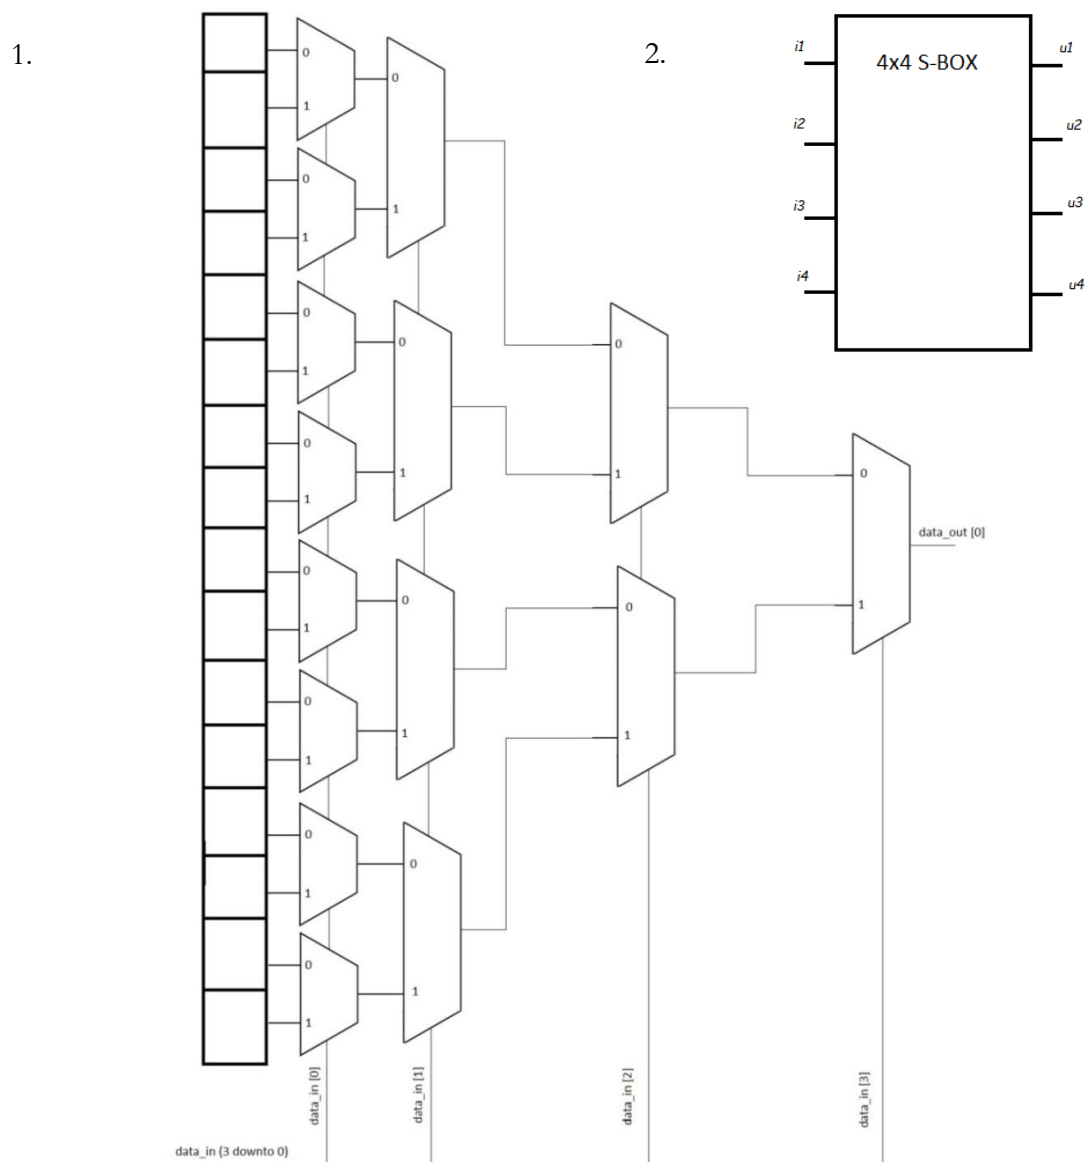 1.
0
1
0
1
0
1
0
1
0
1
0
1
0
1
0
1
0
1
0
1
0
1
0
1
0
1
0
1
0
1
data_out [0]
data_in [0]
data_in [1]
data_in [2]
data_in [3]
data_in (3 downto 0)
2.
4x4 S-BOX
i1
i2
i3
i4
u1
u2
u3
u4